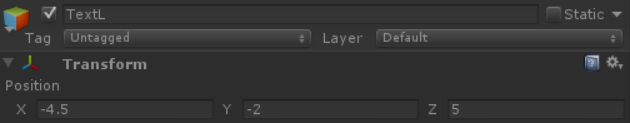 TextL Static
Tag Untagged Layer Default
Transform
Position
X -4.5 Y -2 Z 5